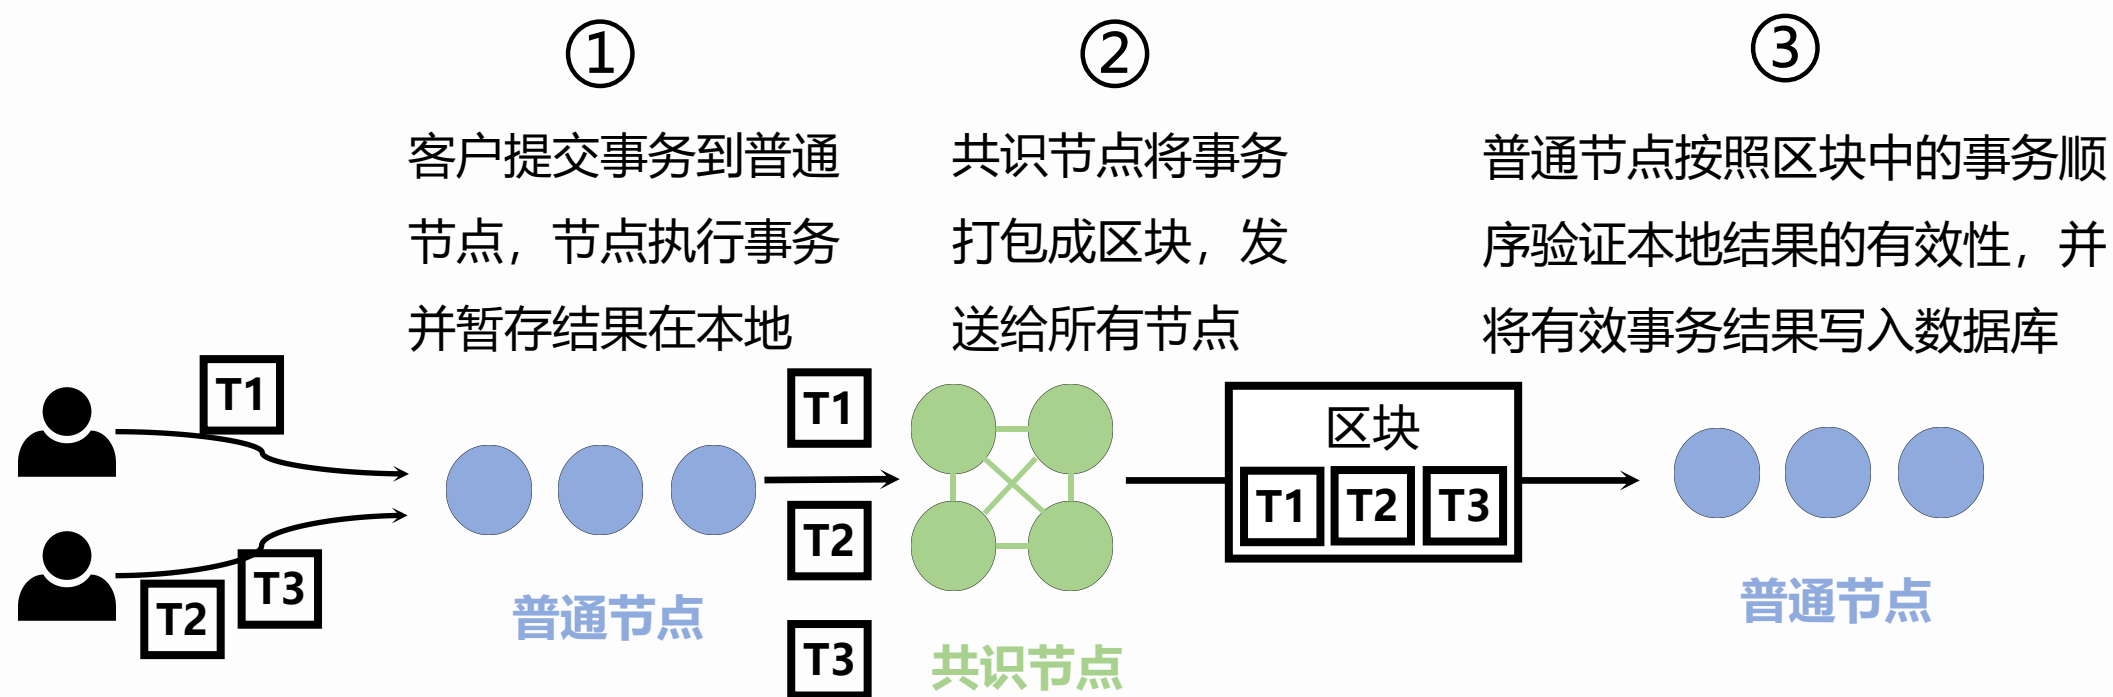 ①
客户提交事务到普通
节点，节点执行事务
并暂存结果在本地
②
共识节点将事务
打包成区块，发
送给所有节点
③
普通节点按照区块中的事务顺
序验证本地结果的有效性，并
将有效事务结果写入数据库
T1
T2
T3
普通节点
T1
T2
T3
共识节点
区块
T1 T2 T3
普通节点